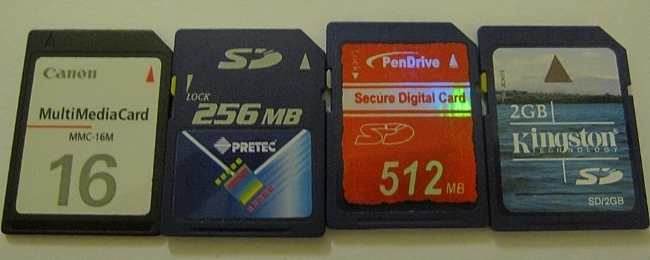 Canon
MultiMediaCard
MMC-16M
16
SD
LOCK
256 MB
PRETEC
LOCK
PenDrive
Secure Digital Card
SD
512 MB
LOCK
2GB
Kingston
TECHNOLOGY
SD
SD/2GB